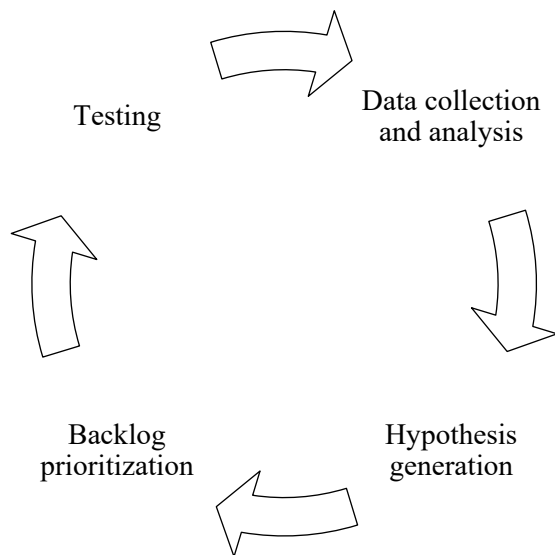 Testing
Data collection
and analysis
Backlog
prioritization
Hypothesis
generation